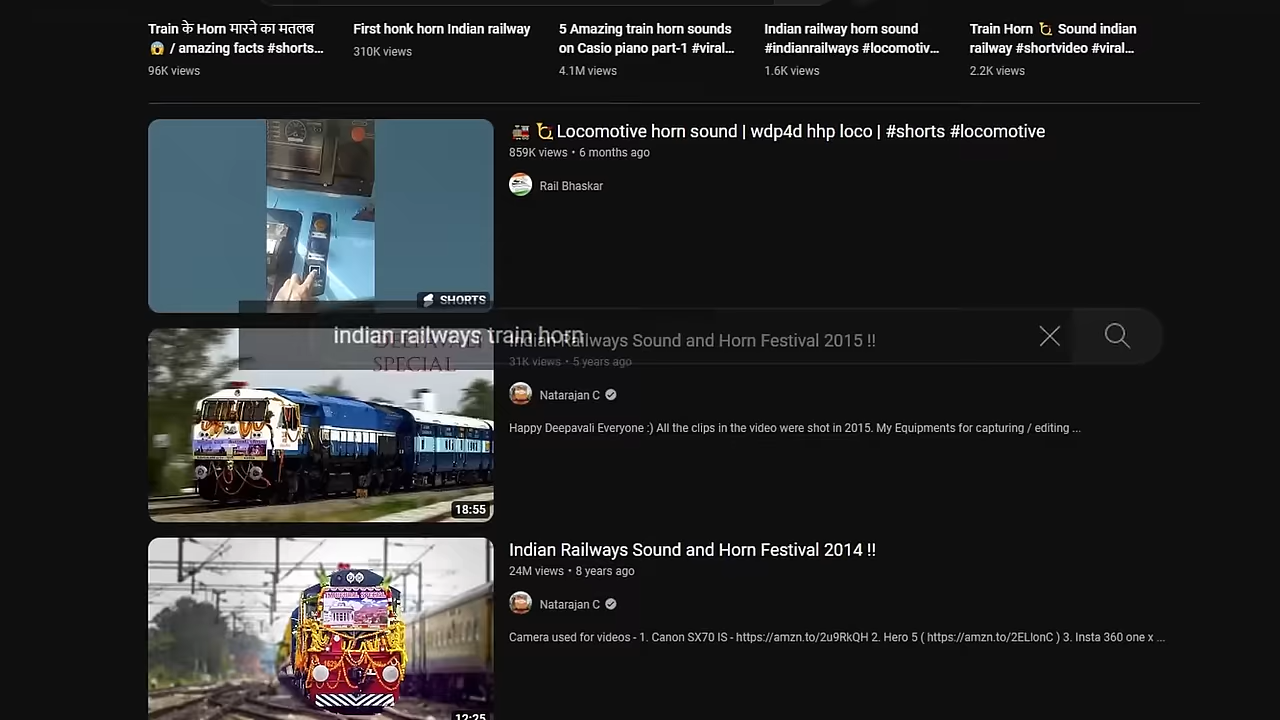 Train के Horn मारने का मतलब
😱 / amazing facts #shorts...
96K views
First honk horn Indian railway
310K views
5 Amazing train horn sounds
on Casio piano part-1 #viral...
4.1M views
Indian railway horn sound
#indianrailways #locomotiv...
1.6K views
Train Horn 📯 Sound indian
railway #shortvideo #viral...
2.2K views
🚂 📯Locomotive horn sound | wdp4d hhp loco | #shorts #locomotive
859K views • 6 months ago
Rail Bhaskar
SHORTS
indian railways train horn
SPECIAL
Indian Railways Sound and Horn Festival 2015 !!
31K views • 5 years ago
Natarajan C
Happy Deepavali Everyone :) All the clips in the video were shot in 2015. My Equipments for capturing / editing ...
18:55
Indian Railways Sound and Horn Festival 2014 !!
24M views • 8 years ago
Natarajan C
Camera used for videos - 1. Canon SX70 IS - https://amzn.to/2u9RkQH 2. Hero 5 ( https://amzn.to/2ELIonC ) 3. Insta 360 one x ...
12:25